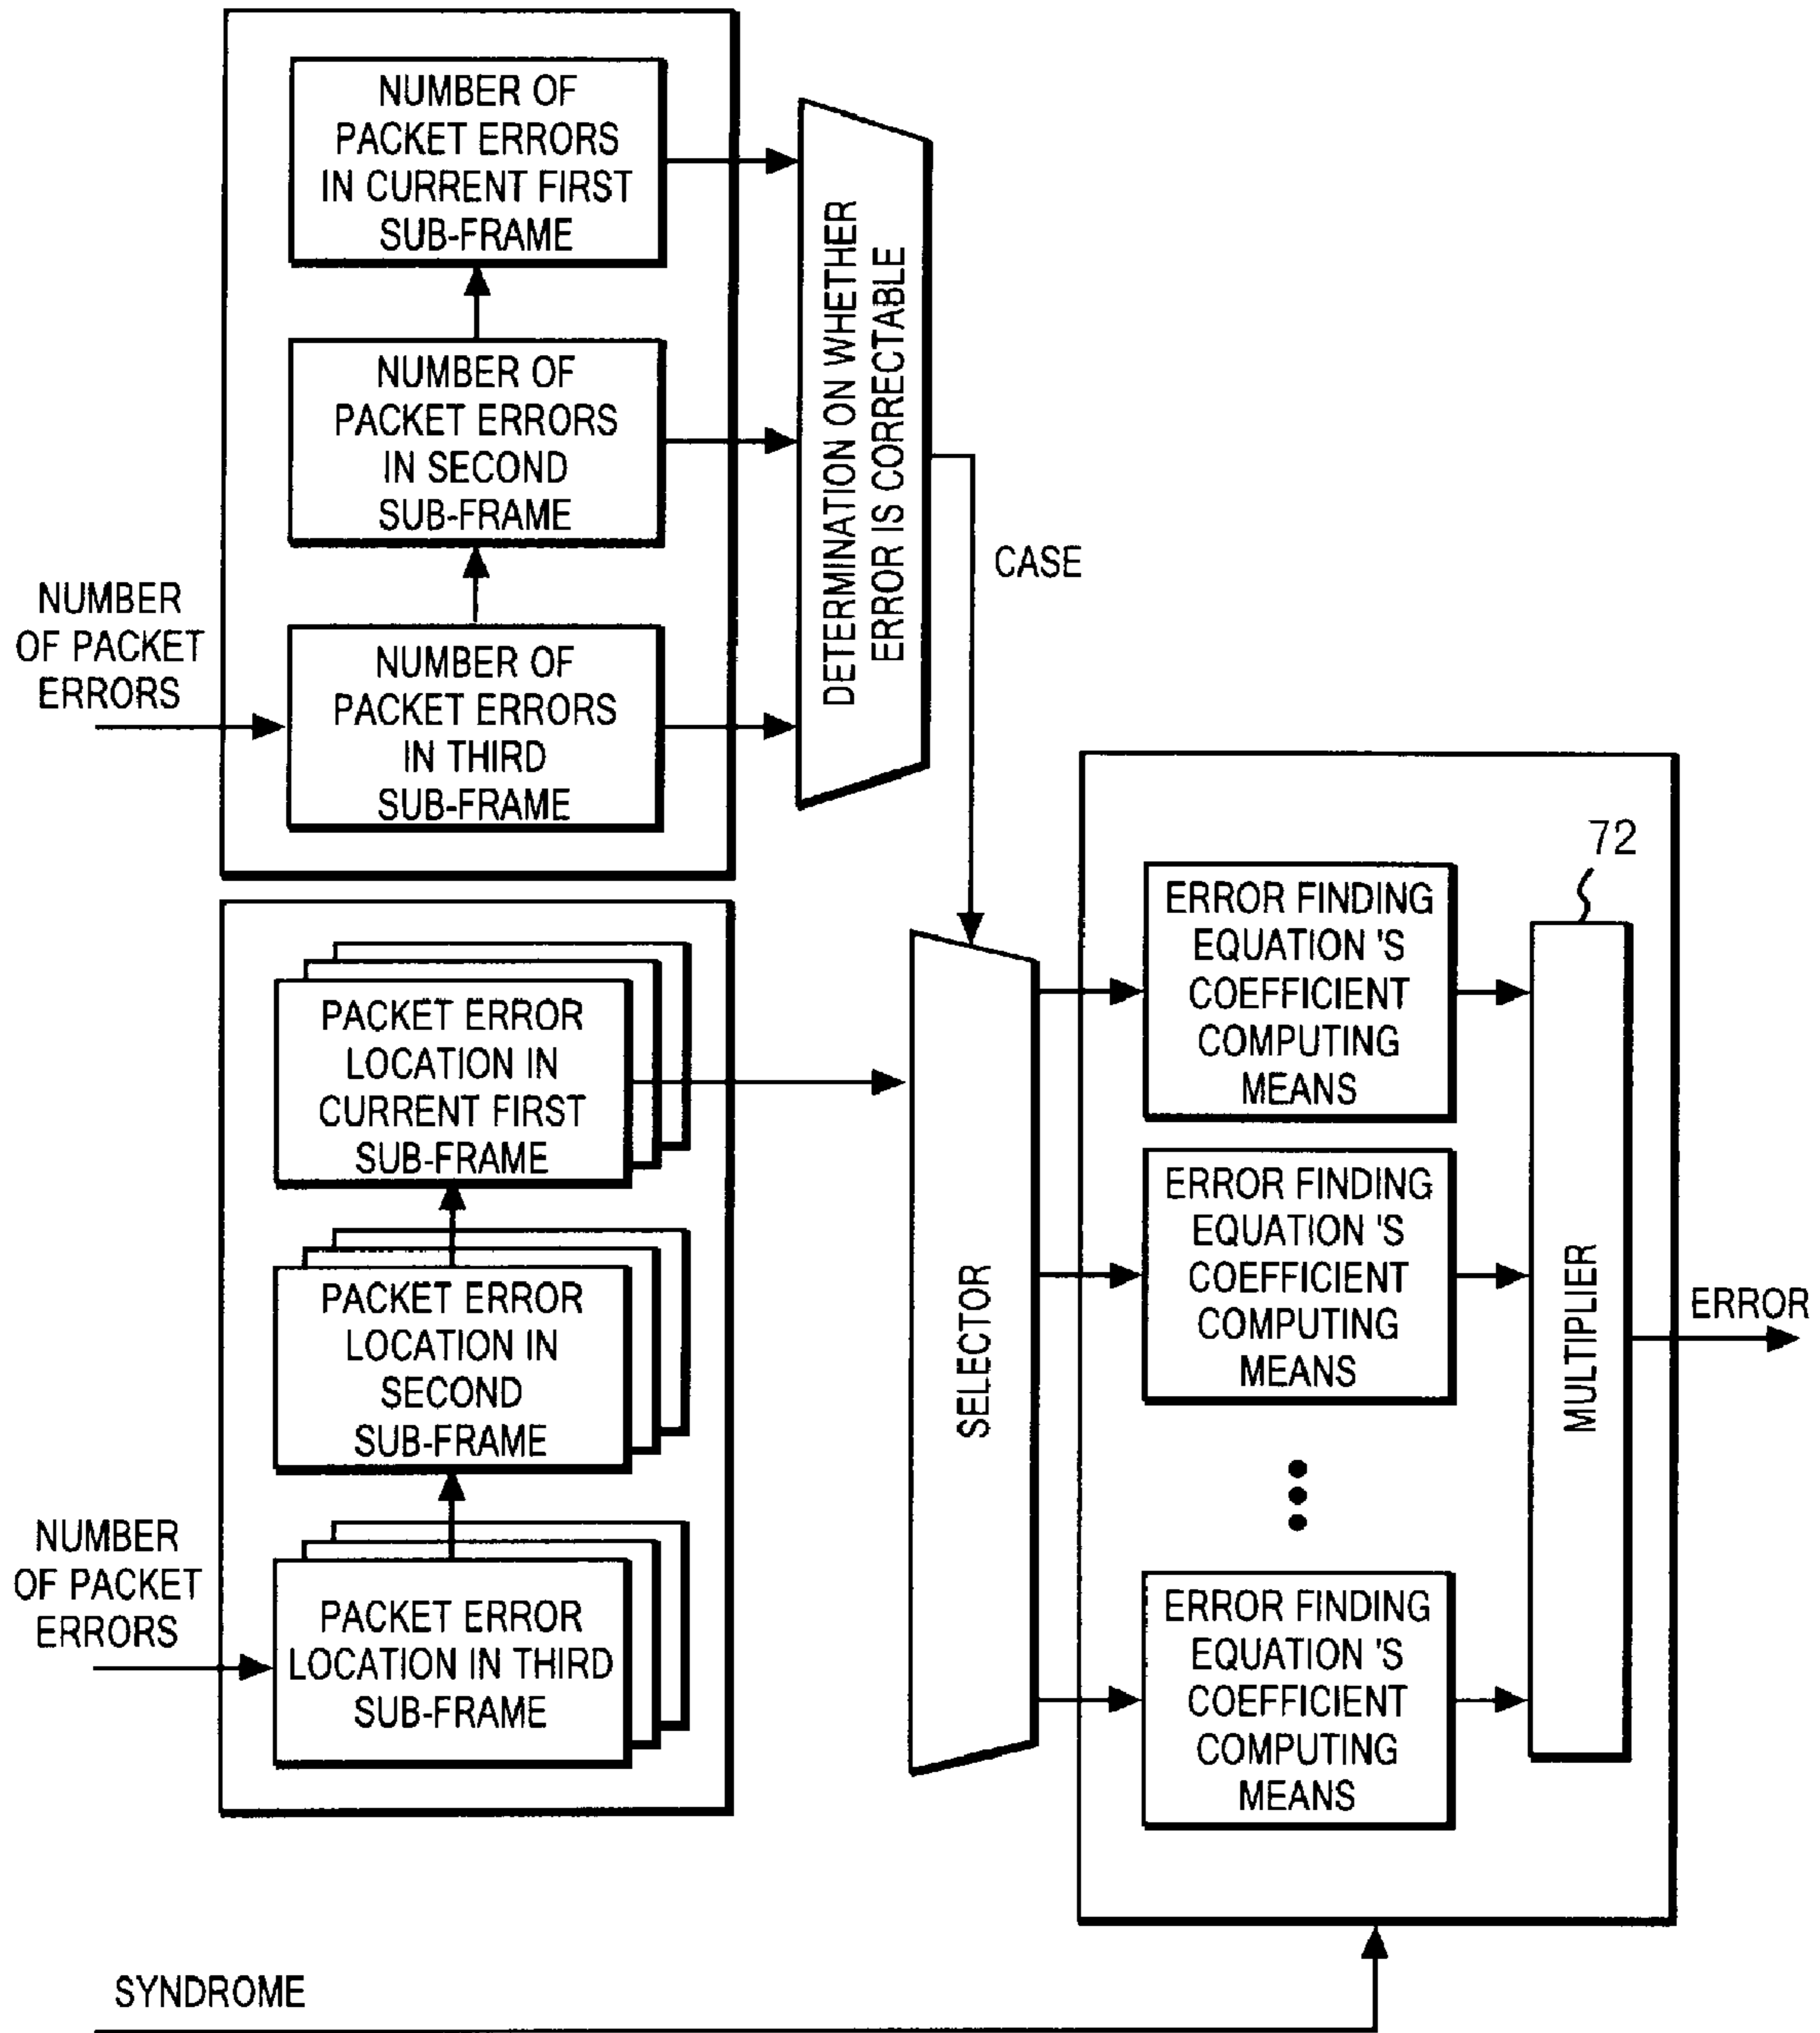 NUMBER OF
PACKET ERRORS
IN CURRENT FIRST
SUB-FRAME
NUMBER OF
PACKET ERRORS
IN SECOND
SUB-FRAME
NUMBER OF
PACKET ERRORS
IN THIRD
SUB-FRAME
NUMBER
OF PACKET
ERRORS
DETERMINATION ON WHETHER
ERROR IS CORRECTABLE
CASE
PACKET ERROR
LOCATION IN
CURRENT FIRST
SUB-FRAME
PACKET ERROR
LOCATION IN
SECOND
SUB-FRAME
PACKET ERROR
LOCATION IN THIRD
SUB-FRAME
NUMBER
OF PACKET
ERRORS
SELECTOR
72
ERROR FINDING
EQUATION 'S
COEFFICIENT
COMPUTING
MEANS
ERROR FINDING
EQUATION 'S
COEFFICIENT
COMPUTING
MEANS
ERROR FINDING
EQUATION 'S
COEFFICIENT
COMPUTING
MEANS
MULTIPLIER
ERROR
SYNDROME